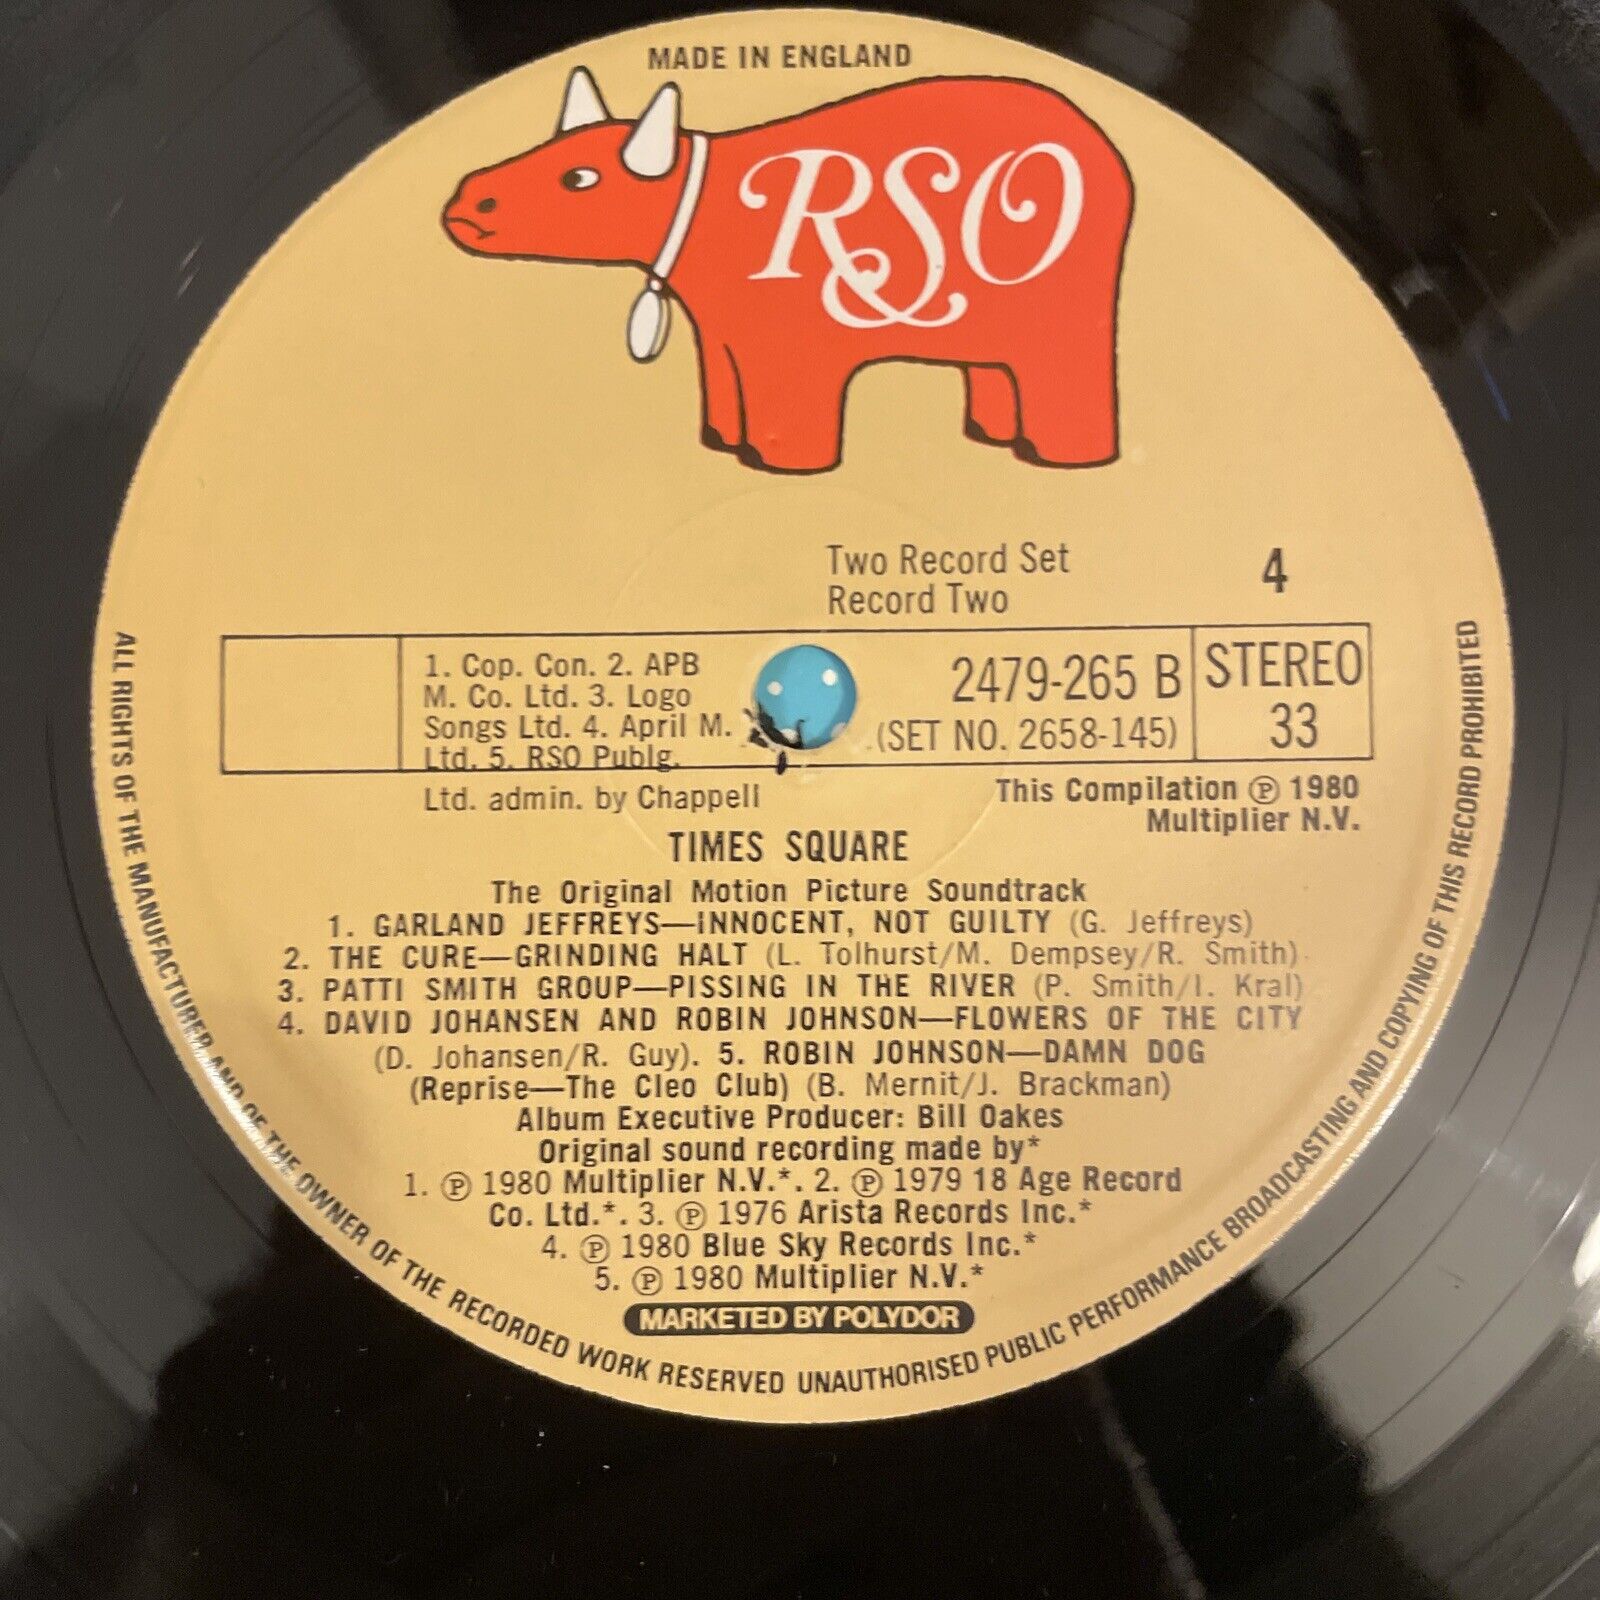 MADE IN ENGLAND
RSO
Two Record Set
Record Two
4
1. Cop. Con. 2. APB
M. Co. Ltd. 3. Logo
Songs Ltd. 4. April M.
Ltd. 5. RSO Publg.
Ltd. admin. by Chappell
2479-265 B
(SET NO. 2658-145)
STEREO
33
This Compilation Ⓟ 1980
Multiplier N.V.
TIMES SQUARE
The Original Motion Picture Soundtrack
1. GARLAND JEFFREYS—INNOCENT, NOT GUILTY (G. Jeffreys)
2. THE CURE—GRINDING HALT (L. Tolhurst/M. Dempsey/R. Smith)
3. PATTI SMITH GROUP—PISSING IN THE RIVER (P. Smith/I. Kral)
4. DAVID JOHANSEN AND ROBIN JOHNSON—FLOWERS OF THE CITY
(D. Johansen/R. Guy). 5. ROBIN JOHNSON—DAMN DOG
(Reprise—The Cleo Club) (B. Mernit/J. Brackman)
Album Executive Producer: Bill Oakes
Original sound recording made by*
1. Ⓟ 1980 Multiplier N.V.*. 2. Ⓟ 1979 18 Age Record
Co. Ltd.*. 3. Ⓟ 1976 Arista Records Inc.*
4. Ⓟ 1980 Blue Sky Records Inc.*
5. Ⓟ 1980 Multiplier N.V.*
MARKETED BY POLYDOR
ALL RIGHTS OF THE MANUFACTURER AND OF THE OWNER OF THE RECORDED WORK RESERVED UNAUTHORISED PUBLIC PERFORMANCE BROADCASTING AND COPYING OF THIS RECORD PROHIBITED